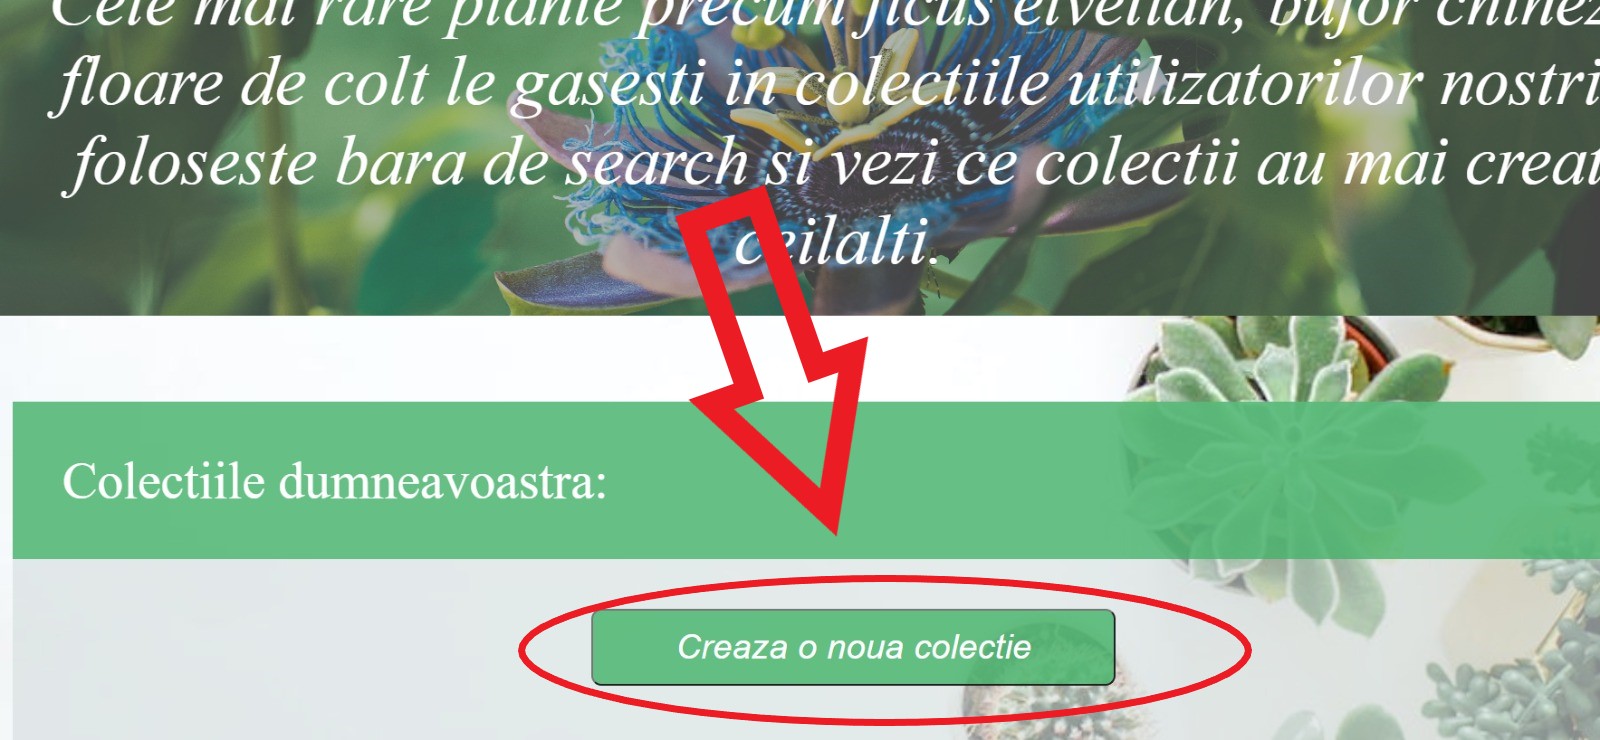 Cele mai rare plante precum ficus elvetian, bujor chinez
floare de colt le gasesti in colectiile utilizatorilor nostri
foloseste bara de search si vezi ce colectii au mai creat
ceilalti.
Colectiile dumneavoastra:
Creaza o noua colectie